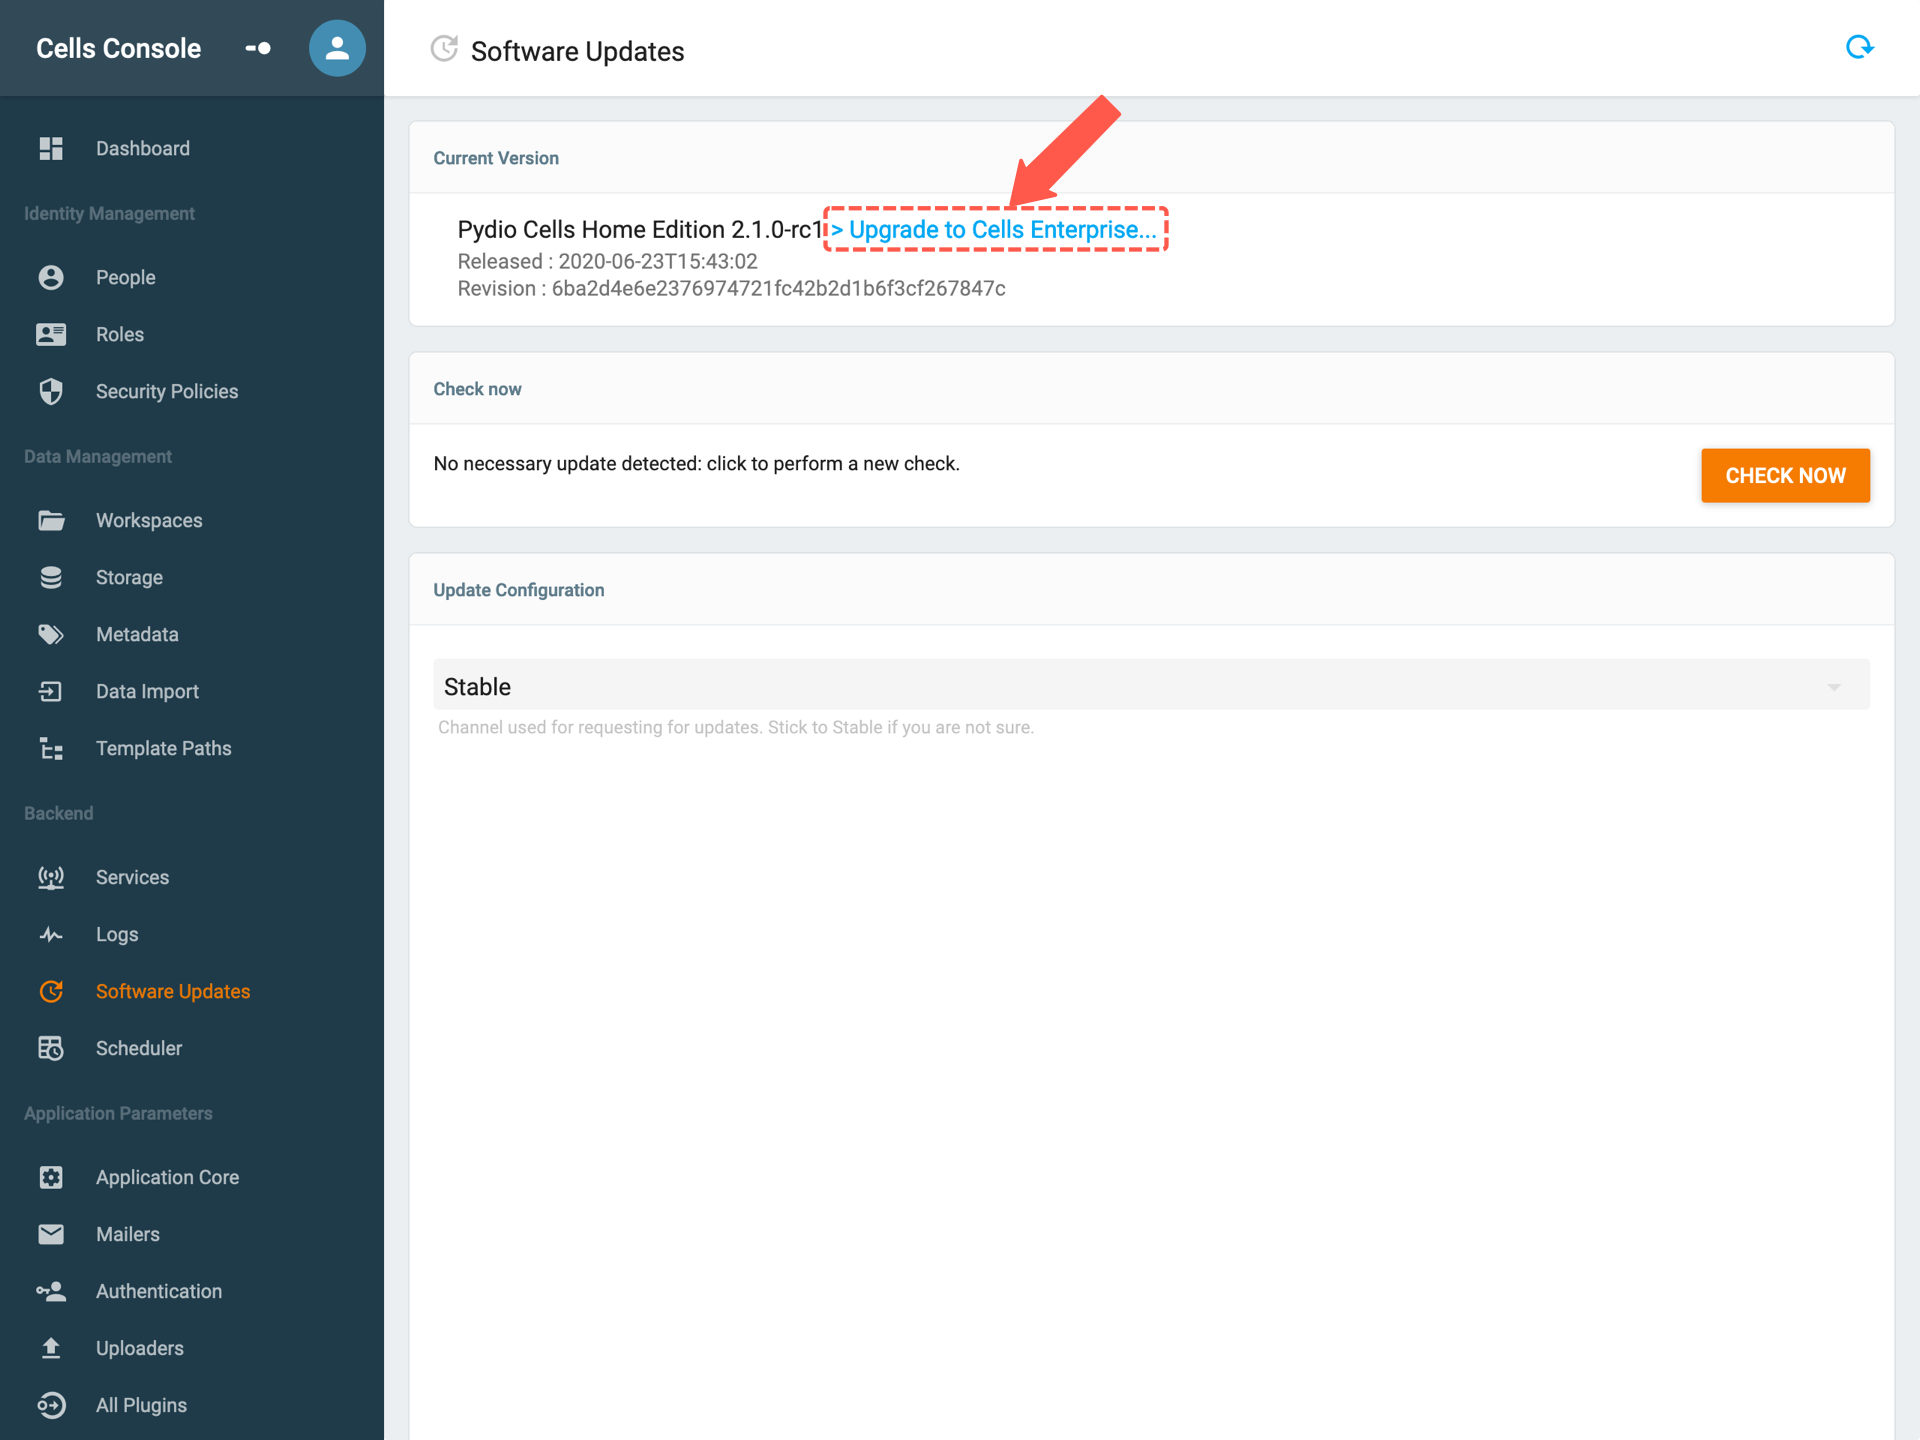 Cells Console
Dashboard
Identity Management
People
Roles
Security Policies
Data Management
Workspaces
Storage
Metadata
Data Import
Template Paths
Backend
Services
Logs
Software Updates
Scheduler
Application Parameters
Application Core
Mailers
Authentication
Uploaders
All Plugins
Software Updates
Current Version
Pydio Cells Home Edition 2.1.0-rc1 > Upgrade to Cells Enterprise...
Released : 2020-06-23T15:43:02
Revision : 6ba2d4e6e2376974721fc42b2d1b6f3cf267847c
Check now
No necessary update detected: click to perform a new check.
CHECK NOW
Update Configuration
Stable
Channel used for requesting for updates. Stick to Stable if you are not sure.